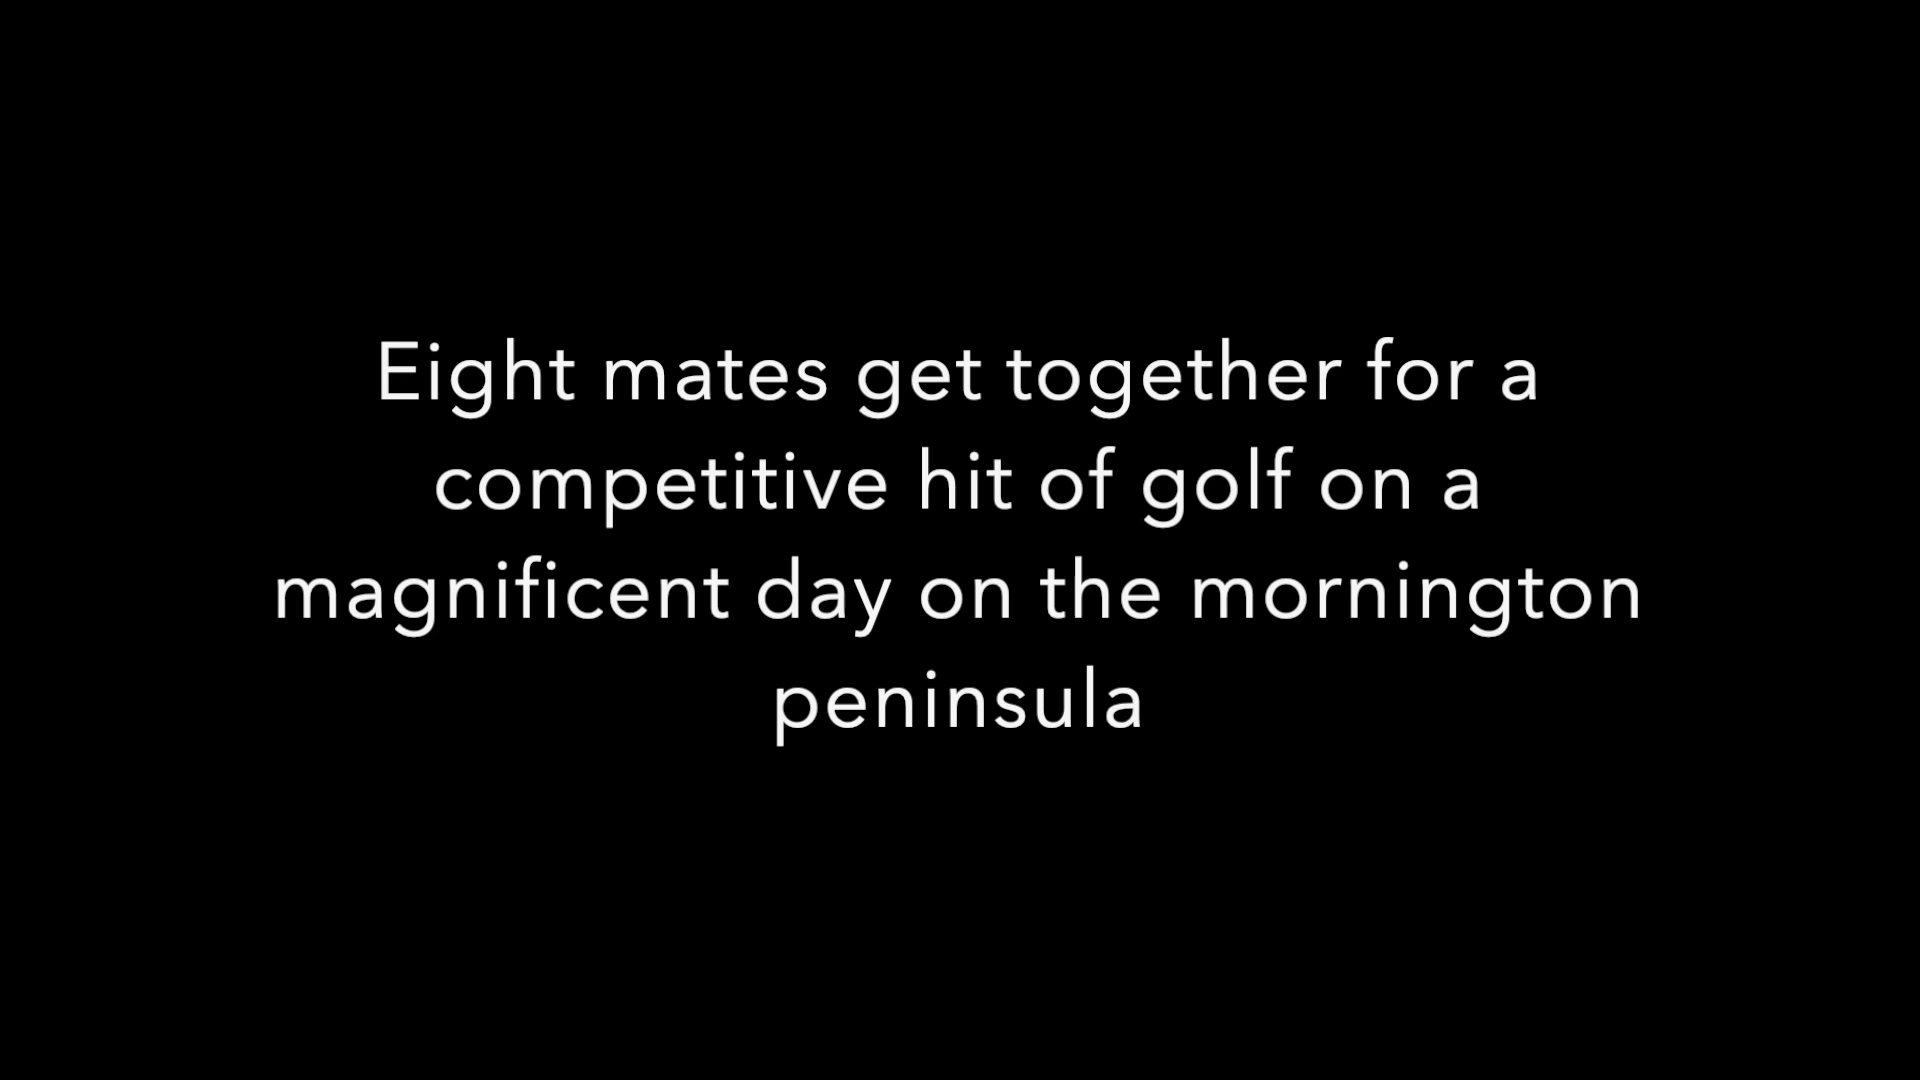 Eight mates get together for a
competitive hit of golf on a
magnificent day on the mornington
peninsula